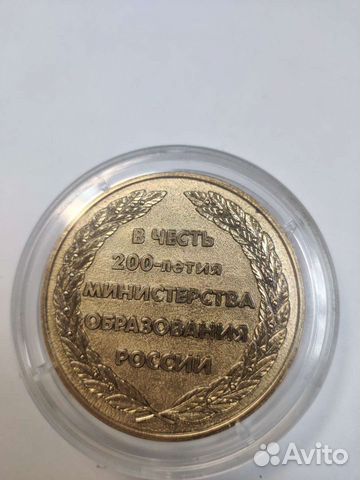 В ЧЕСТЬ
200-летия
МИНИСТЕРСТВА
ОБРАЗОВАНИЯ
РОССИИ
Avito